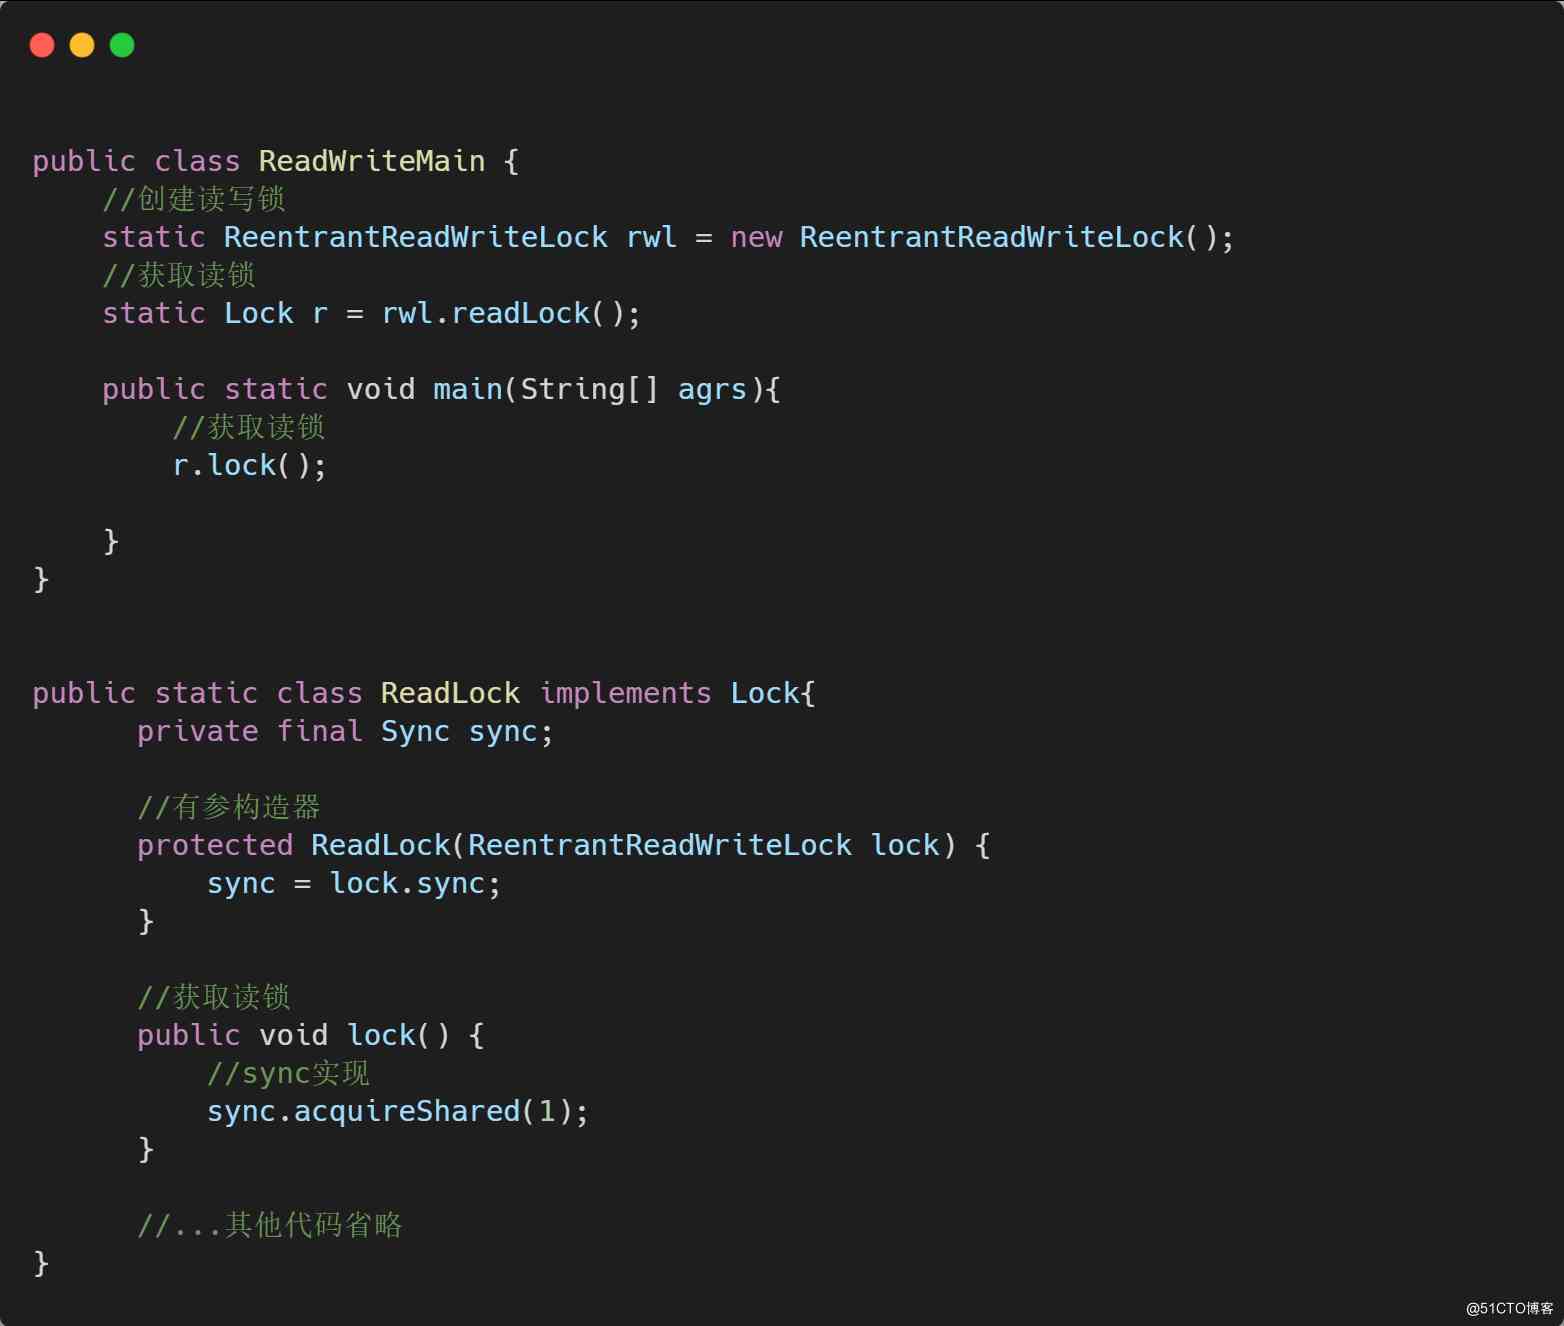 public class ReadWriteMain {
    //创建读写锁
    static ReentrantReadWriteLock rwl = new ReentrantReadWriteLock();
    //获取读锁
    static Lock r = rwl.readLock();
    public static void main(String[] agrs){
        //获取读锁
        r.lock();
    }
}
public static class ReadLock implements Lock{
      private final Sync sync;
      //有参构造器
      protected ReadLock(ReentrantReadWriteLock lock) {
          sync = lock.sync;
      }
      //获取读锁
      public void lock() {
          //sync实现
          sync.acquireShared(1);
      }
      //...其他代码省略
}
@51CTO博客